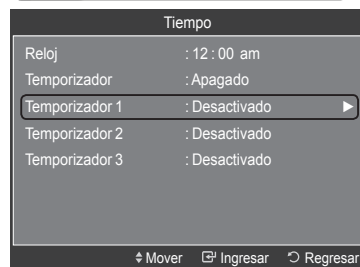 Tiempo
Reloj : 12 : 00 am
Temporizador : Apagado
Temporizador 1 : Desactivado
Temporizador 2 : Desactivado
Temporizador 3 : Desactivado
Mover Ingresar Regresar